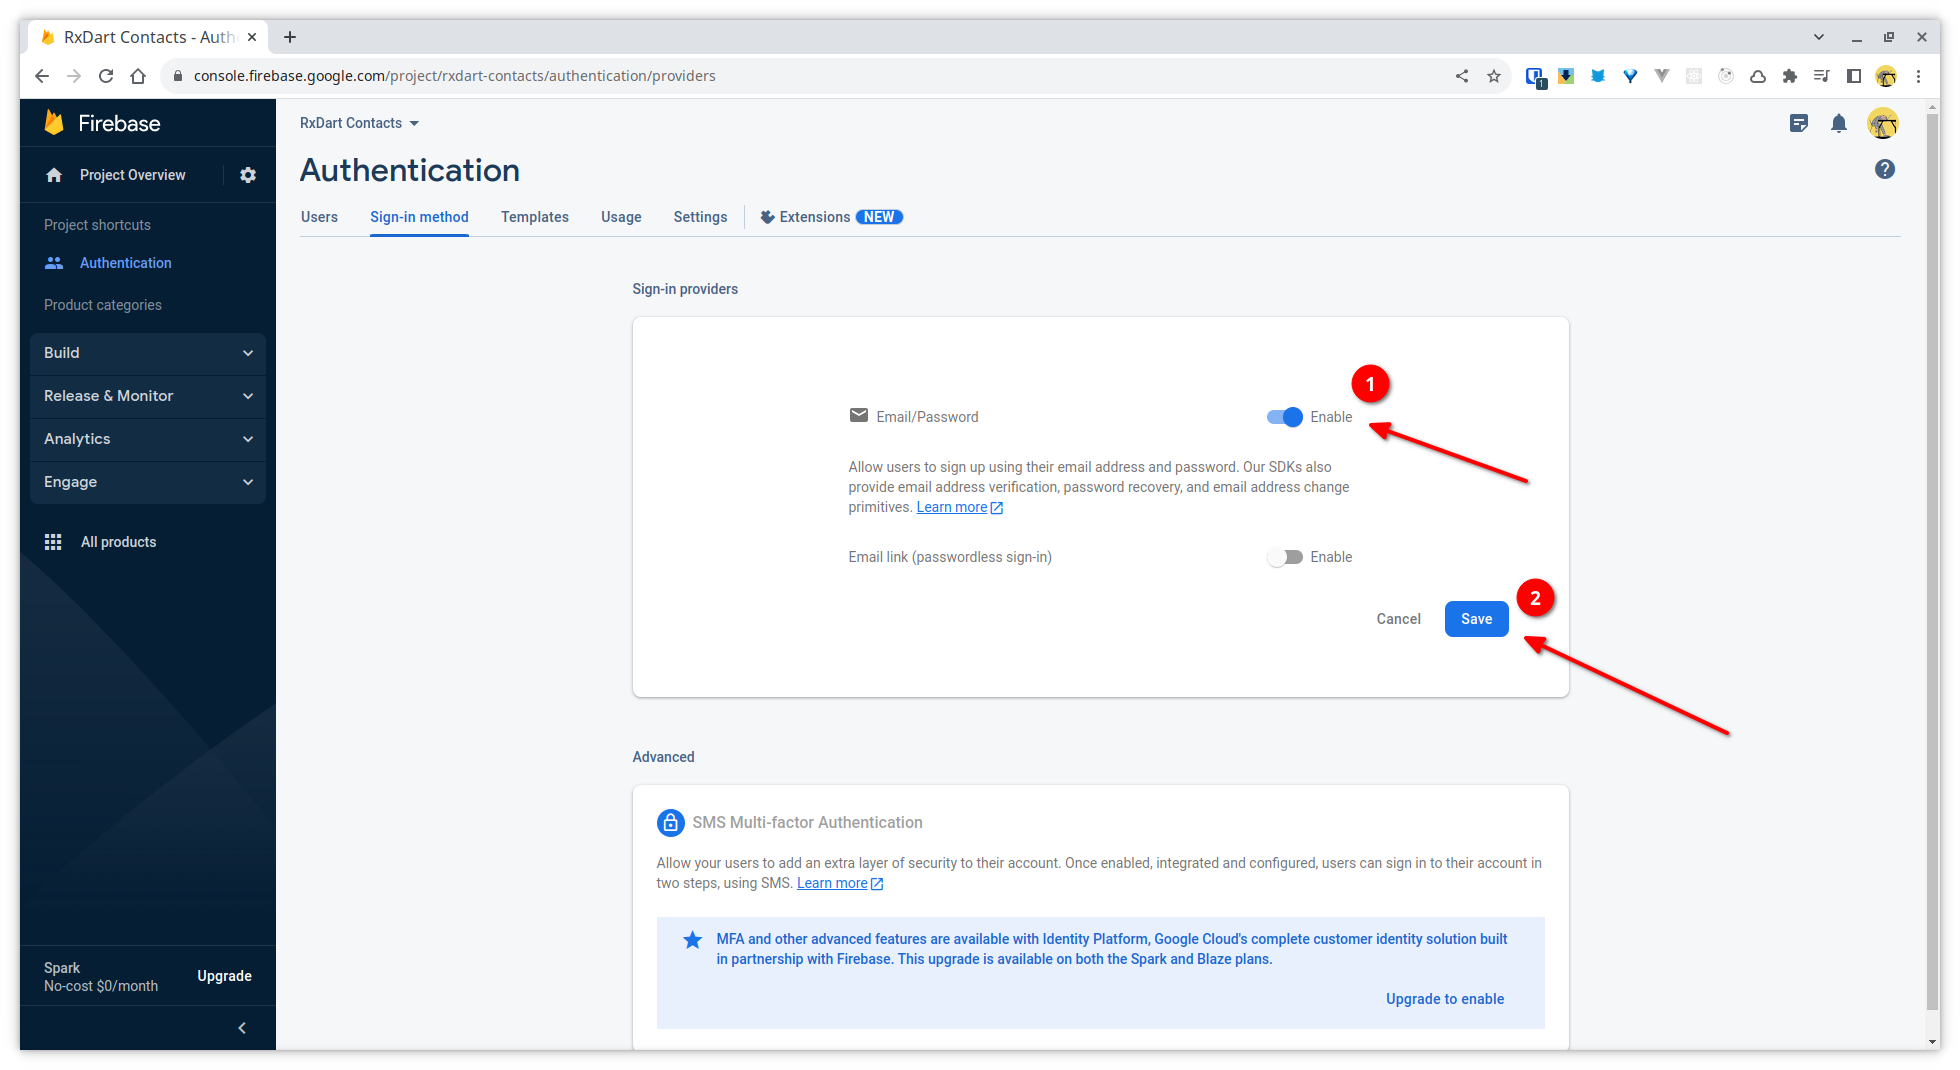 RxDart Contacts - Auth
console.firebase.google.com/project/rxdart-contacts/authentication/providers
1
Firebase
Project Overview
Project shortcuts
Authentication
Product categories
Build
Release & Monitor
Analytics
Engage
All products
Spark
No-cost $0/month
Upgrade
RxDart Contacts
Authentication
Users
Sign-in method
Templates
Usage
Settings
Extensions NEW
Sign-in providers
1
Email/Password
Enable
Allow users to sign up using their email address and password. Our SDKs also
provide email address verification, password recovery, and email address change
primitives. Learn more
Email link (passwordless sign-in)
Enable
2
Cancel
Save
Advanced
SMS Multi-factor Authentication
Allow your users to add an extra layer of security to their account. Once enabled, integrated and configured, users can sign in to their account in
two steps, using SMS. Learn more
MFA and other advanced features are available with Identity Platform, Google Cloud's complete customer identity solution built
in partnership with Firebase. This upgrade is available on both the Spark and Blaze plans.
Upgrade to enable